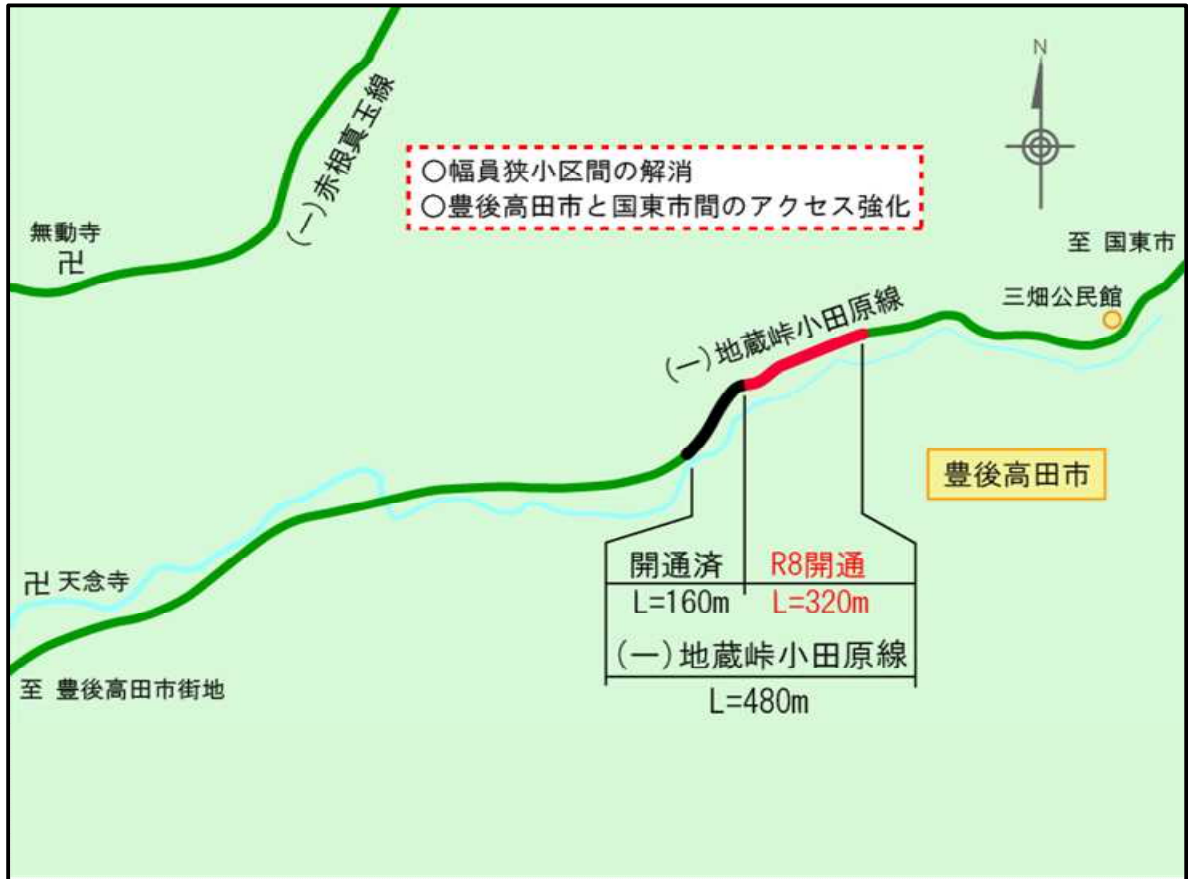 N
(一)赤根真玉線
○幅員狭小区間の解消
○豊後高田市と国東市間のアクセス強化
無動寺
卍
至 国東市
三畑公民館
(一)地蔵峠小田原線
豊後高田市
開通済
L=160m
R8開通
L=320m
(一)地蔵峠小田原線
L=480m
卍 天念寺
至 豊後高田市街地